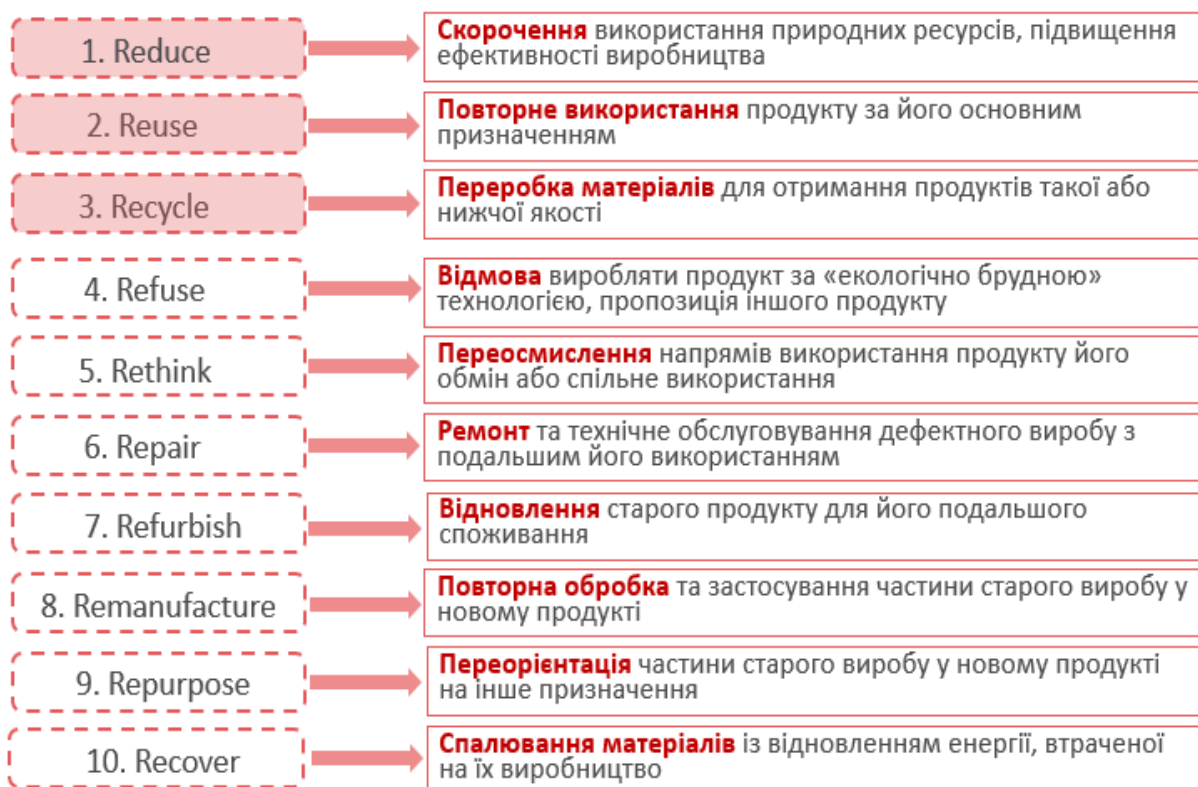 1. Reduce
Скорочення використання природних ресурсів, підвищення
ефективності виробництва
2. Reuse
Повторне використання продукту за його основним
призначенням
3. Recycle
Переробка матеріалів для отримання продуктів такої або
нижчої якості
4. Refuse
Відмова виробляти продукт за «екологічно брудною»
технологією, пропозиція іншого продукту
5. Rethink
Переосмислення напрямів використання продукту його
обмін або спільне використання
6. Repair
Ремонт та технічне обслуговування дефектного виробу з
подальшим його використанням
7. Refurbish
Відновлення старого продукту для його подальшого
споживання
8. Remanufacture
Повторна обробка та застосування частини старого виробу у
новому продукті
9. Repurpose
Переорієнтація частини старого виробу у новому продукті
на інше призначення
10. Recover
Спалювання матеріалів із відновленням енергії, втраченої
на їх виробництво